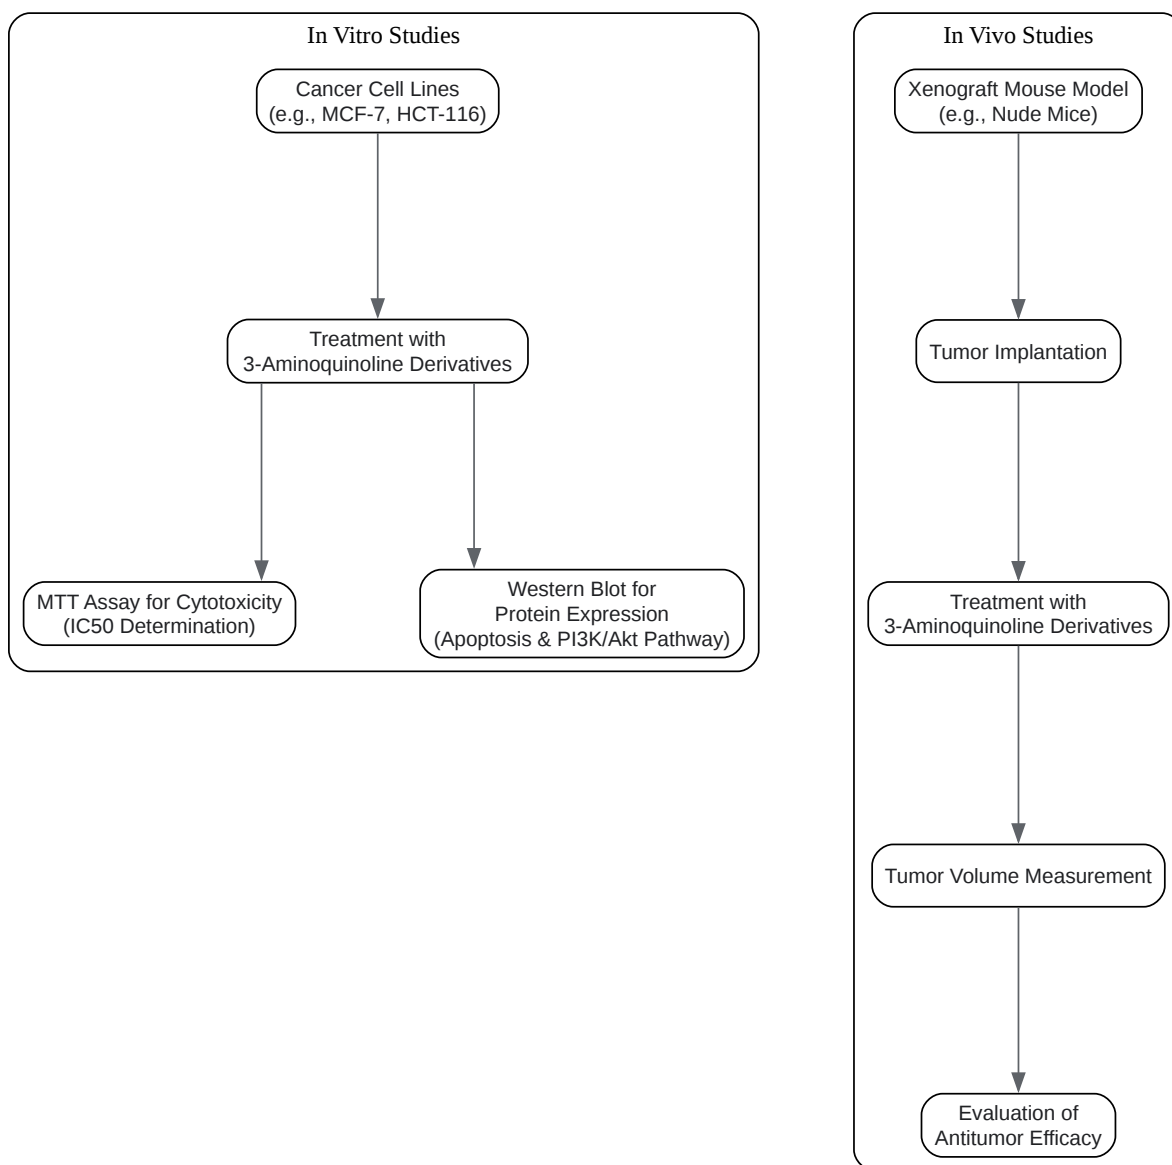 In Vitro Studies
Cancer Cell Lines
(e.g., MCF-7, HCT-116)
Treatment with
3-Aminoquinoline Derivatives
MTT Assay for Cytotoxicity
(IC50 Determination)
Western Blot for
Protein Expression
(Apoptosis & PI3K/Akt Pathway)
In Vivo Studies
Xenograft Mouse Model
(e.g., Nude Mice)
Tumor Implantation
Treatment with
3-Aminoquinoline Derivatives
Tumor Volume Measurement
Evaluation of
Antitumor Efficacy